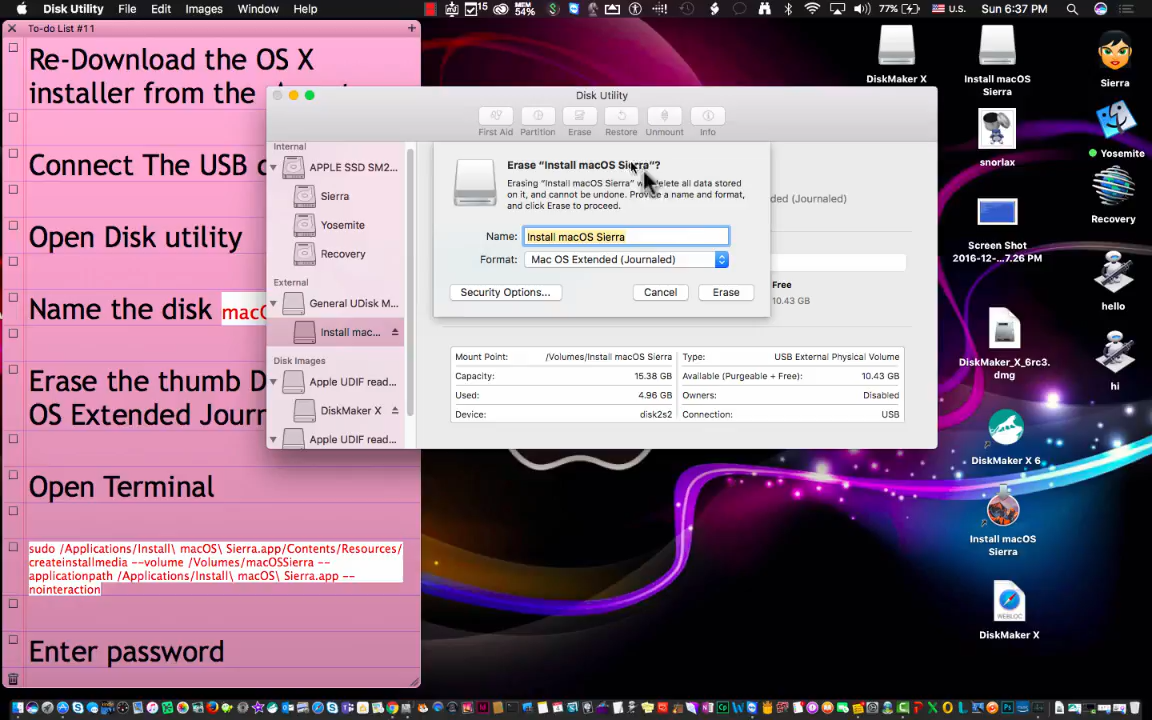 Disk Utility File Edit Images Window Help
15 MEM 54% U.S. 77% Sun 6:37 PM
To-do List #11
Re-Download the OS X
installer from the
Connect The USB
Open Disk utility
Name the disk
Erase the thumb
OS Extended Journ
Open Terminal
sudo /Applications/Install\ macOS\ Sierra.app/Contents/Resources/
createinstallmedia --volume /Volumes/macOSSierra --
applicationpath /Applications/Install\ macOS\ Sierra.app --
nointeraction
Enter password
Disk Utility
First Aid Partition Erase Restore Unmount Info
Internal
APPLE SSD SM2...
Sierra
Yosemite
Recovery
External
General UDisk M...
Install mac...
Disk Images
Apple UDIF read...
DiskMaker X
Apple UDIF read...
Erase “Install macOS Sierra”?
Erasing “Install macOS Sierra” will delete all data stored
on it, and cannot be undone. Provide a name and format,
and click Erase to proceed.
Name: Install macOS Sierra
Format: Mac OS Extended (Journaled)
Security Options... Cancel Erase
ded (Journaled)
Free
10.43 GB
Mount Point: /Volumes/Install macOS Sierra
Capacity: 15.38 GB
Used: 4.96 GB
Device: disk2s2
Type: USB External Physical Volume
Available (Purgeable + Free): 10.43 GB
Owners: Disabled
Connection: USB
DiskMaker X
Install macOS
Sierra
Sierra
snorlax
Yosemite
Screen Shot
2016-12-...7.26 PM
Recovery
hello
DiskMaker_X_6rc3.
dmg
hi
DiskMaker X 6
Install macOS
Sierra
WEBLOC
DiskMaker X